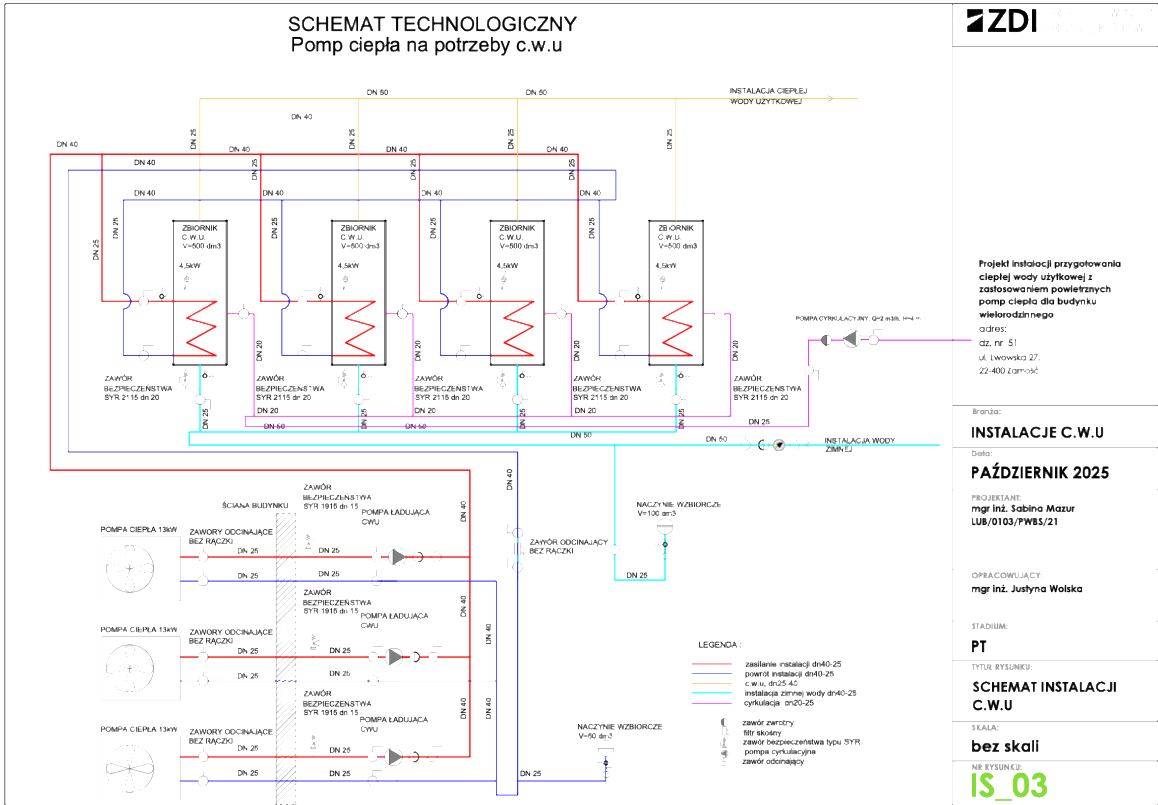 SCHEMAT TECHNOLOGICZNY
Pomp ciepła na potrzeby c.w.u
ZDI
DN 50
DN 50
INSTALACJA CIEPŁEJ
WODY UŻYTKOWEJ
DN 40
DN 25
DN 25
DN 25
DN 25
DN 40
DN 40
DN 40
DN 40
DN 40
DN 25
DN 25
DN 25
DN 40
DN 40
DN 40
DN 40
DN 25
DN 25
DN 25
DN 25
DN 25
ZBIORNIK
C.W.U.
V=500 dm3
4,5kW
ZBIORNIK
C.W.U.
V=500 dm3
4,5kW
ZBIORNIK
C.W.U.
V=500 dm3
4,5kW
ZBIORNIK
C.W.U.
V=500 dm3
4,5kW
POMPA CYRKULACYJNY, Q=2 m3/h, H=4 m
DN 20
DN 20
DN 20
DN 20
ZAWÓR
BEZPIECZEŃSTWA
SYR 2115 dn 20
ZAWÓR
BEZPIECZEŃSTWA
SYR 2115 dn 20
ZAWÓR
BEZPIECZEŃSTWA
SYR 2115 dn 20
ZAWÓR
BEZPIECZEŃSTWA
SYR 2115 dn 20
ZAWÓR
BEZPIECZEŃSTWA
SYR 2115 dn 20
DN 25
DN 25
DN 25
DN 25
DN 20
DN 20
DN 20
DN 25
DN 50
DN 50
DN 50
DN 50
INSTALACJA WODY
ZIMNEJ
DN 40
DN 40
ŚCIANA BUDYNKU
ZAWÓR
BEZPIECZEŃSTWA
SYR 1915 dn 15
POMPA ŁADUJĄCA
CWU
POMPA CIEPŁA 13kW
ZAWORY ODCINAJĄCE
BEZ RĄCZKI
DN 25
DN 25
DN 25
DN 25
ZAWÓR ODCINAJĄCY
BEZ RĄCZKI
NACZYNIE WZBIORCZE
V=100 dm3
DN 25
ZAWÓR
BEZPIECZEŃSTWA
SYR 1915 dn 15
POMPA ŁADUJĄCA
CWU
POMPA CIEPŁA 13kW
ZAWORY ODCINAJĄCE
BEZ RĄCZKI
DN 25
DN 25
DN 25
DN 25
DN 40
DN 40
ZAWÓR
BEZPIECZEŃSTWA
SYR 1915 dn 15
POMPA ŁADUJĄCA
CWU
POMPA CIEPŁA 13kW
ZAWORY ODCINAJĄCE
BEZ RĄCZKI
DN 25
DN 25
DN 25
DN 25
DN 40
DN 40
DN 25
NACZYNIE WZBIORCZE
V=50 dm3
LEGENDA :
zasilanie instalacji dn40-25
powrót instalacji dn40-25
c.w.u, dn25-40
instalacja zimnej wody dn40-25
cyrkulacja dn20-25
zawór zwrotny
filtr skośny
zawór bezpieczeństwa typu SYR
pompa cyrkulacyjna
zawór odcinający
Projekt instalacji przygotowania
ciepłej wody użytkowej z
zastosowaniem powietrznych
pomp ciepła dla budynku
wielorodzinnego
adres:
dz. nr 51
ul. Lwowska 27,
22-400 Zamość
Branża:
INSTALACJE C.W.U
Data:
PAŹDZIERNIK 2025
PROJEKTANT:
mgr inż. Sabina Mazur
LUB/0103/PWBS/21
OPRACOWUJĄCY
mgr inż. Justyna Wolska
STADIUM:
PT
TYTUŁ RYSUNKU:
SCHEMAT INSTALACJI
C.W.U
SKALA:
bez skali
NR RYSUNKU:
IS_03